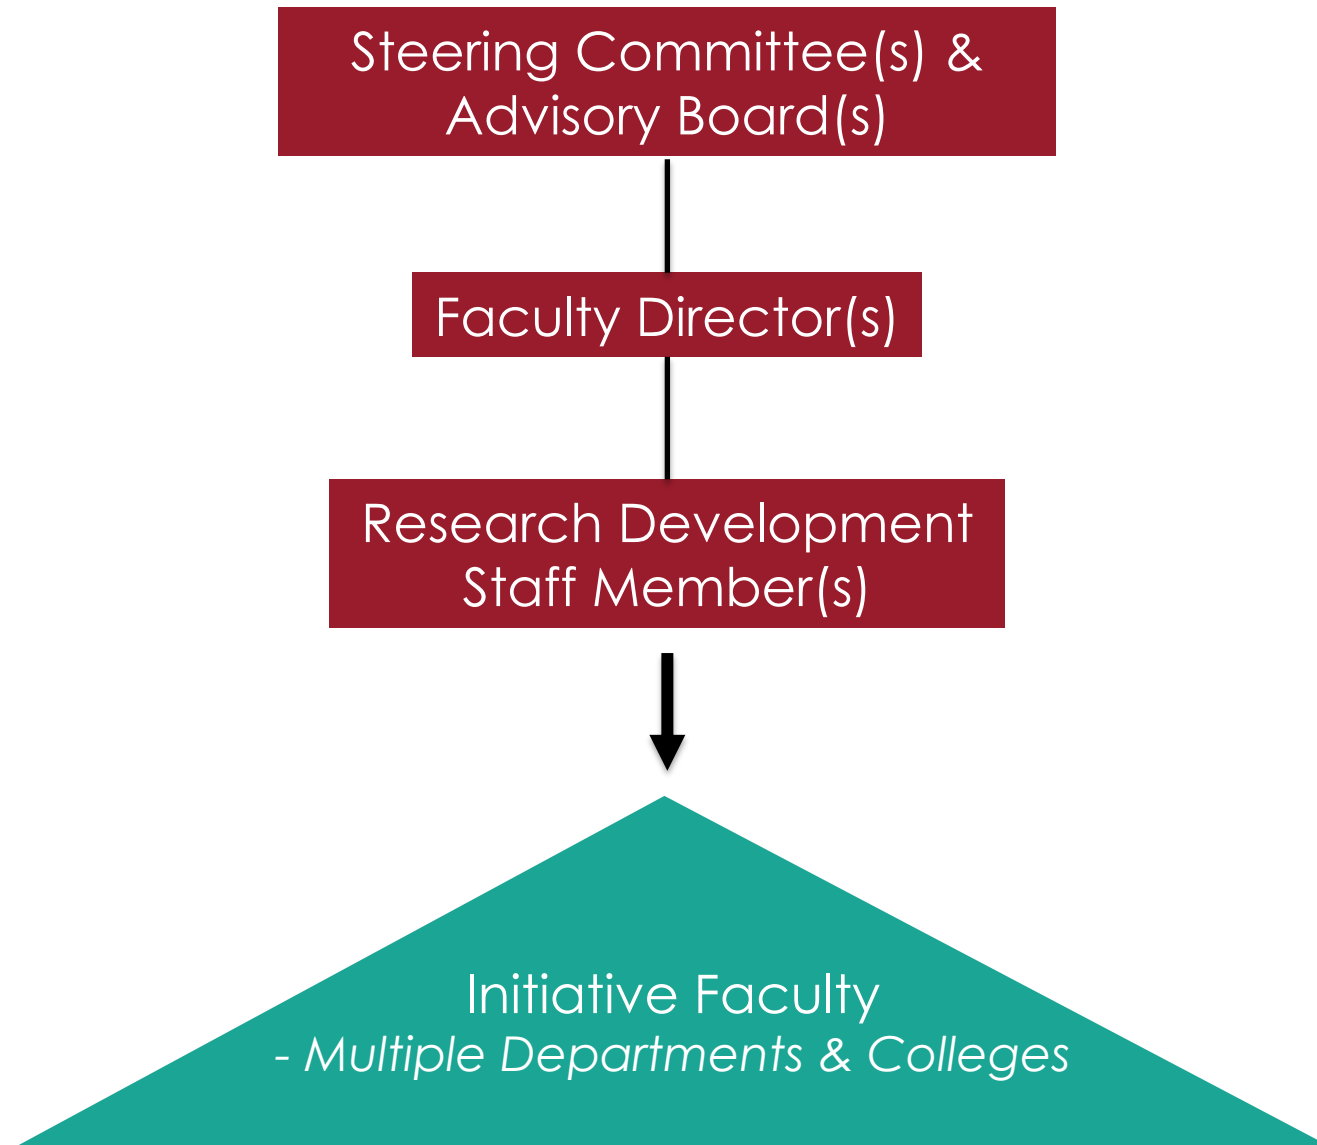 Steering Committee(s) &
Advisory Board(s)
Faculty Director(s)
Research Development
Staff Member(s)
Initiative Faculty
- Multiple Departments & Colleges